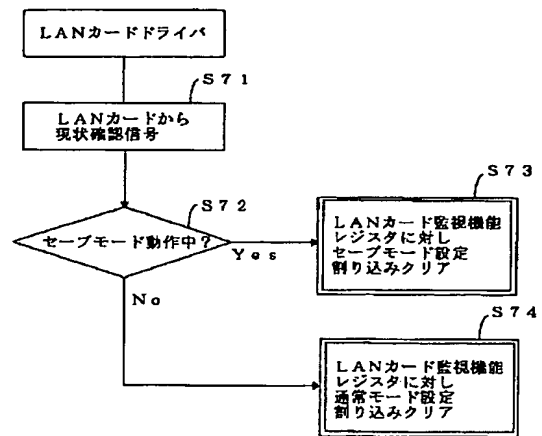 LANカードドライバ
S71
LANカードから
現状確認信号
S72
セーブモード動作中?
Yes
No
S73
LANカード監視機能
レジスタに対し
セーブモード設定
割り込みクリア
S74
LANカード監視機能
レジスタに対し
通常モード設定
割り込みクリア